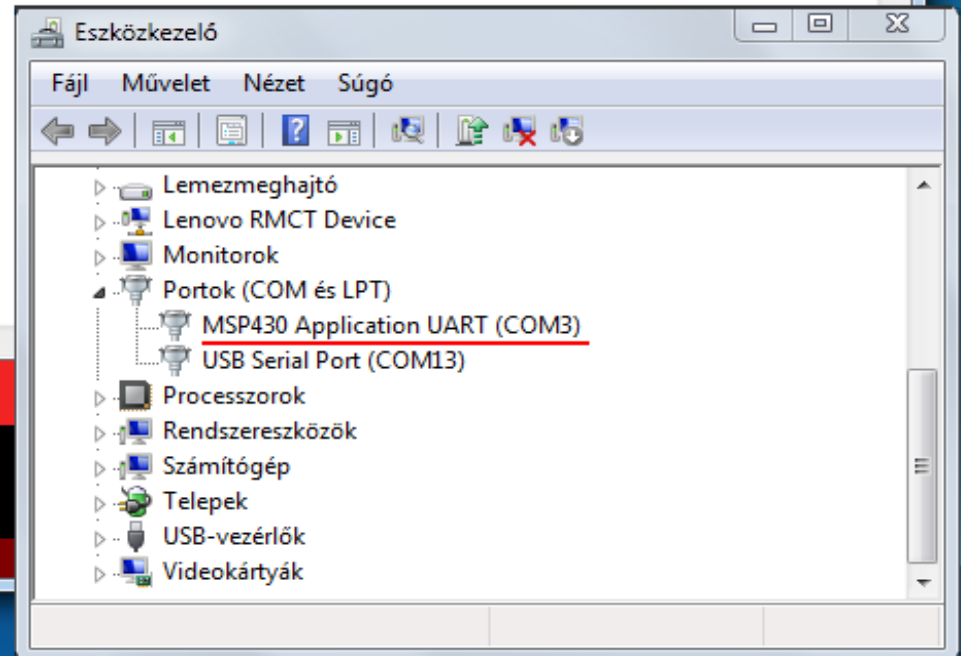 Eszközkezelő
Fájl Művelet Nézet Súgó
Lemezmeghajtó
Lenovo RMCT Device
Monitorok
Portok (COM és LPT)
MSP430 Application UART (COM3)
USB Serial Port (COM13)
Processzorok
Rendszereszközök
Számítógép
Telepek
USB-vezérlők
Videokártyák